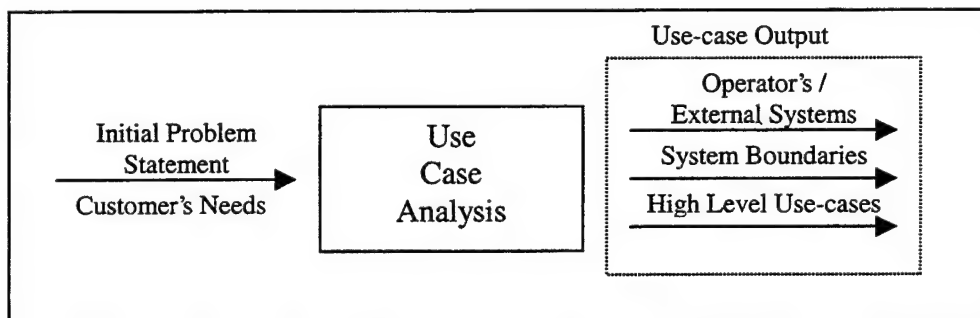 Use-case Output
Initial Problem
Statement
Customer's Needs
Use
Case
Analysis
Operator's /
External Systems
System Boundaries
High Level Use-cases